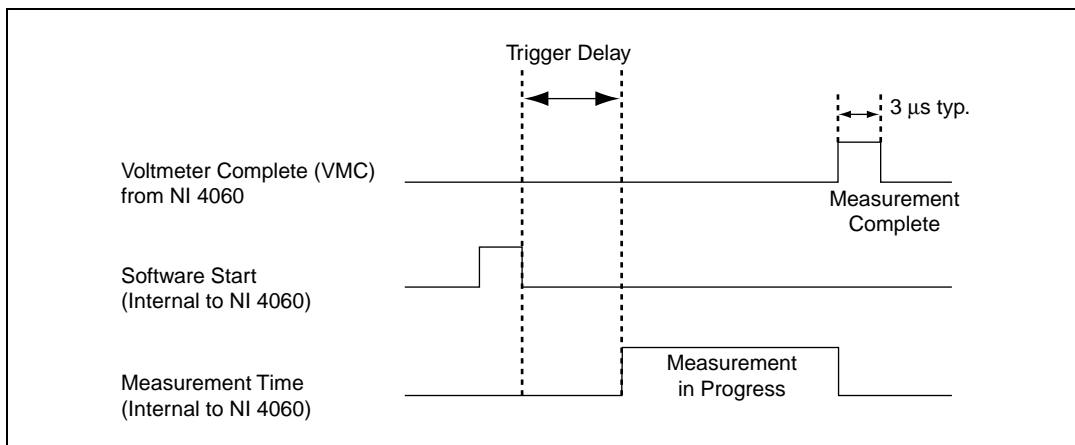 Trigger Delay
3 μs typ.
Voltmeter Complete (VMC)
from NI 4060
Measurement
Complete
Software Start
(Internal to NI 4060)
Measurement
in Progress
Measurement Time
(Internal to NI 4060)